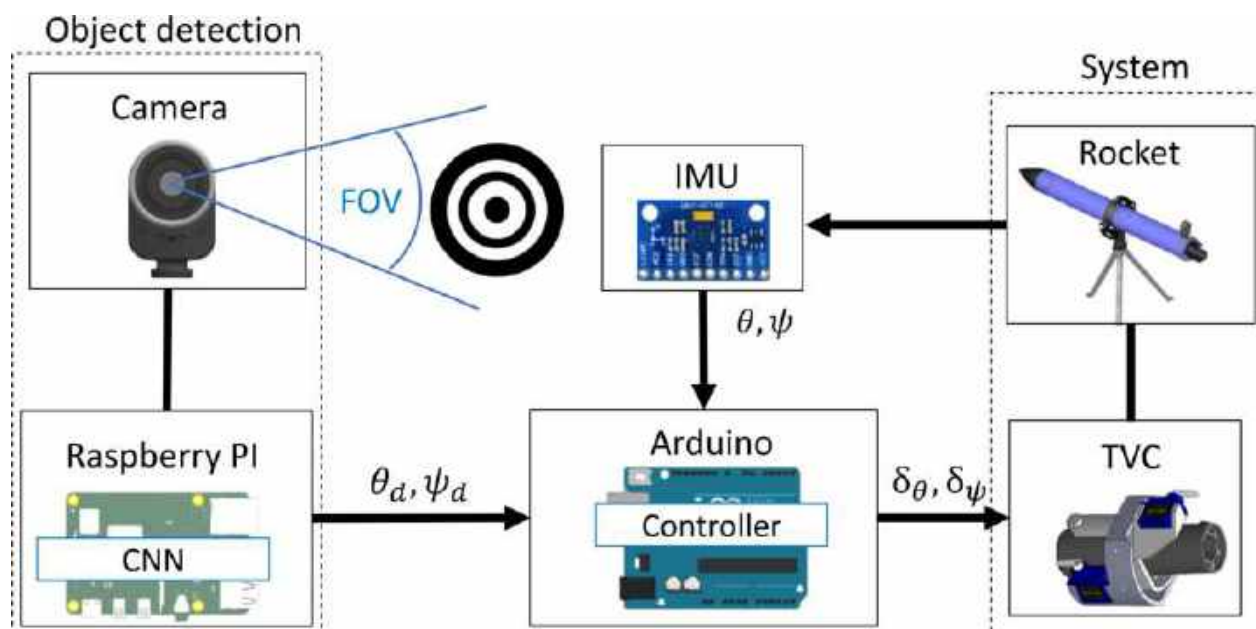 Object detection
System
Camera
FOV
IMU
Rocket
θ, ψ
Raspberry PI
CNN
θ_d, ψ_d
Arduino
Controller
δ_θ, δ_ψ
TVC